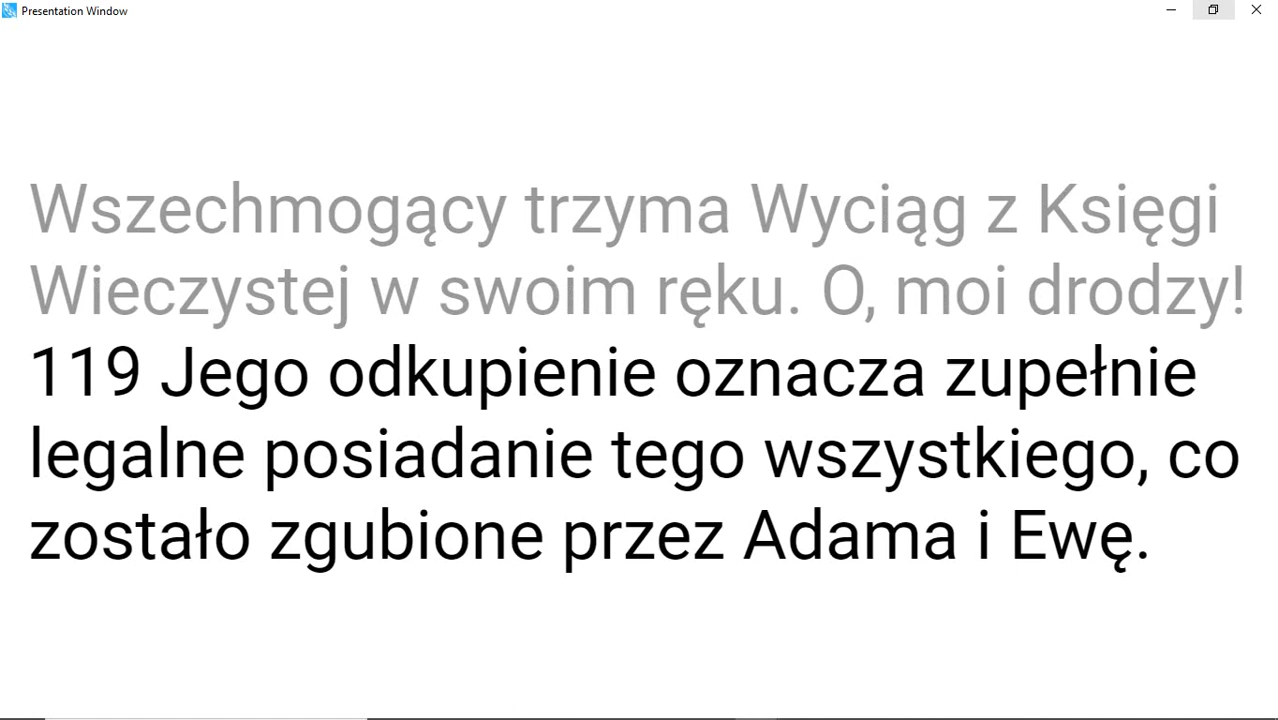 Presentation Window
Wszechmogący trzyma Wyciąg z Księgi
Wieczystej w swoim ręku. O, moi drodzy!
119 Jego odkupienie oznacza zupełnie
legalne posiadanie tego wszystkiego, co
zostało zgubione przez Adama i Ewę.